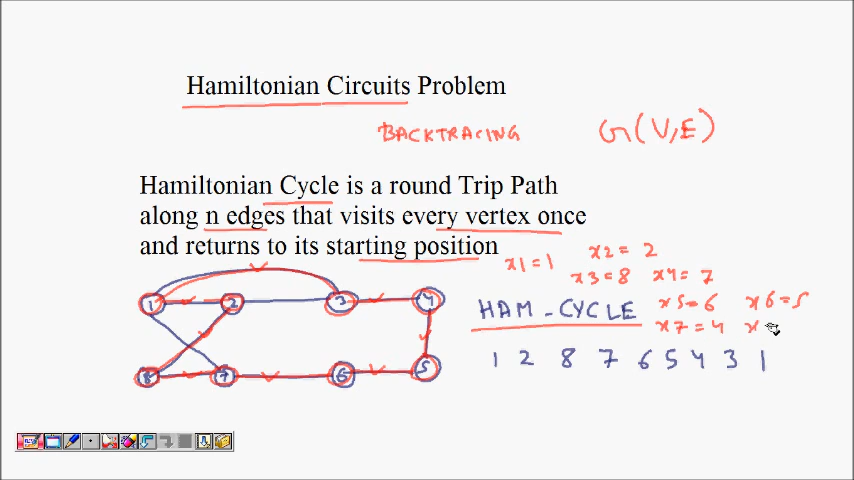 Hamiltonian Circuits Problem
BACKTRACING
G(V,E)
Hamiltonian Cycle is a round Trip Path
along n edges that visits every vertex once
and returns to its starting position
x1=1
x2=2
x3=8
x4=7
HAM-CYCLE
x5=6
x6=5
x7=4
x
1 2 8 7 6 5 4 3 1
1 2 3 4
8 7 6 5